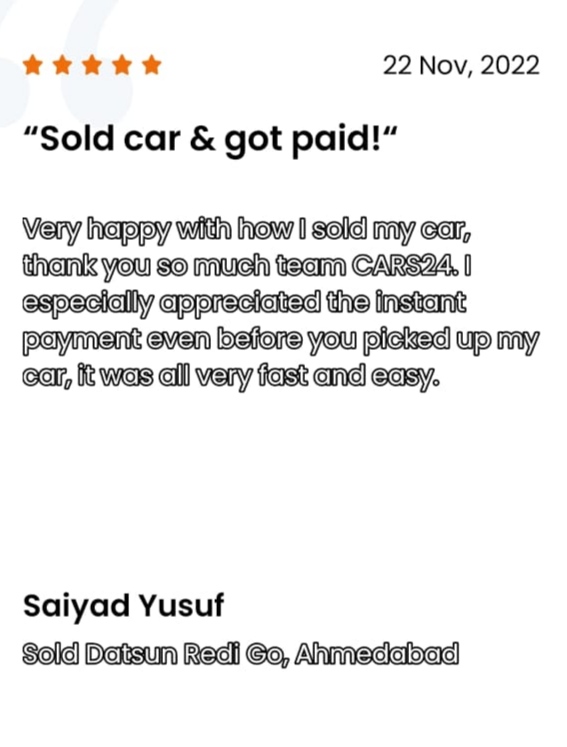 22 Nov, 2022
“Sold car & got paid!“
Very happy with how I sold my car,
thank you so much team CARS24. I
especially appreciated the instant
payment even before you picked up my
car, it was all very fast and easy.
Saiyad Yusuf
Sold Datsun Redi Go, Ahmedabad